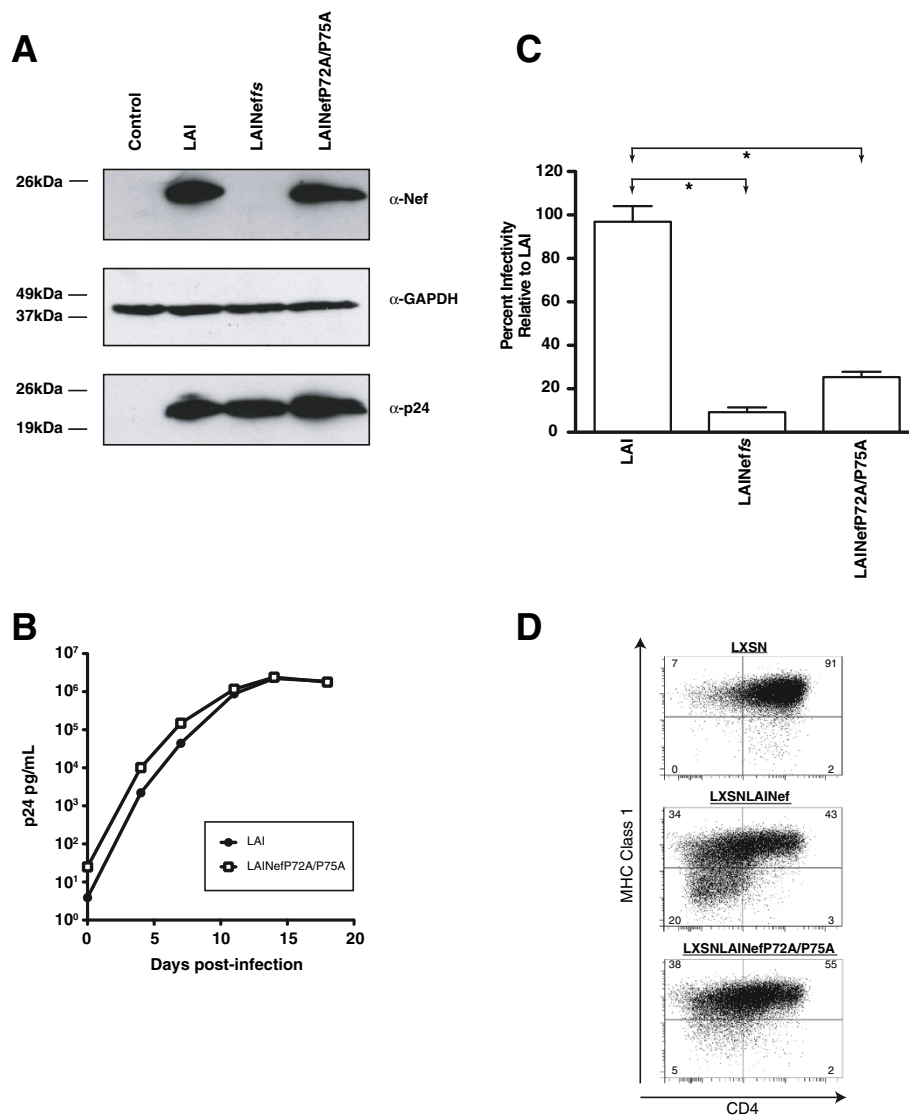 A
Control
LAI
LAINeffs
LAINefP72A/P75A
26kDa
α-Nef
49kDa
37kDa
α-GAPDH
26kDa
19kDa
α-p24
B
10⁷
10⁶
10⁵
10⁴
10³
10²
10¹
10⁰
p24 pg/mL
0
5
10
15
20
Days post-infection
LAI
LAINefP72A/P75A
C
*
*
120
100
80
60
40
20
0
Percent Infectivity
Relative to LAI
LAI
LAINeffs
LAINefP72A/P75A
D
LXSN
7
91
0
2
LXSNLAINef
34
43
20
3
LXSNLAINefP72A/P75A
38
55
5
2
MHC Class 1
CD4